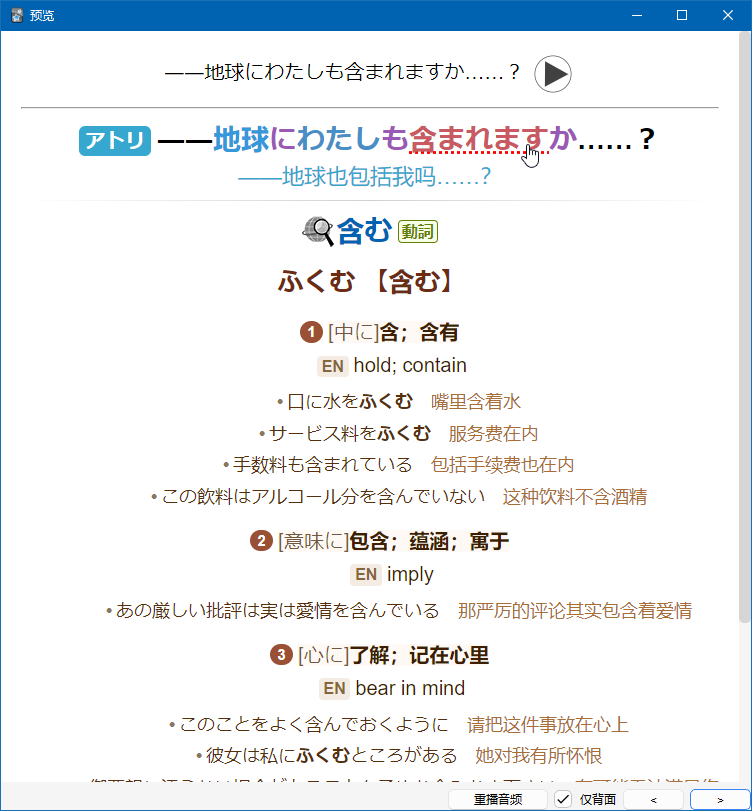 预览
——地球にわたしも含まれますか……？
アトリ ——地球にわたしも含まれますか……？
——地球也包括我吗……?
含む 動詞
ふくむ 【含む】
1 [中に]含；含有
EN hold; contain
•口に水をふくむ 嘴里含着水
•サービス料をふくむ 服务费在内
•手数料も含まれている 包括手续费也在内
•この飲料はアルコール分を含んでいない 这种饮料不含酒精
2 [意味に]包含；蕴涵；寓于
EN imply
•あの厳しい批評は実は愛情を含んでいる 那严厉的评论其实包含着爱情
3 [心に]了解；记在心里
EN bear in mind
•このことをよく含んでおくように 请把这件事放在心上
•彼女は私にふくむところがある 她对我有所怀恨
重播音频 仅背面 < >